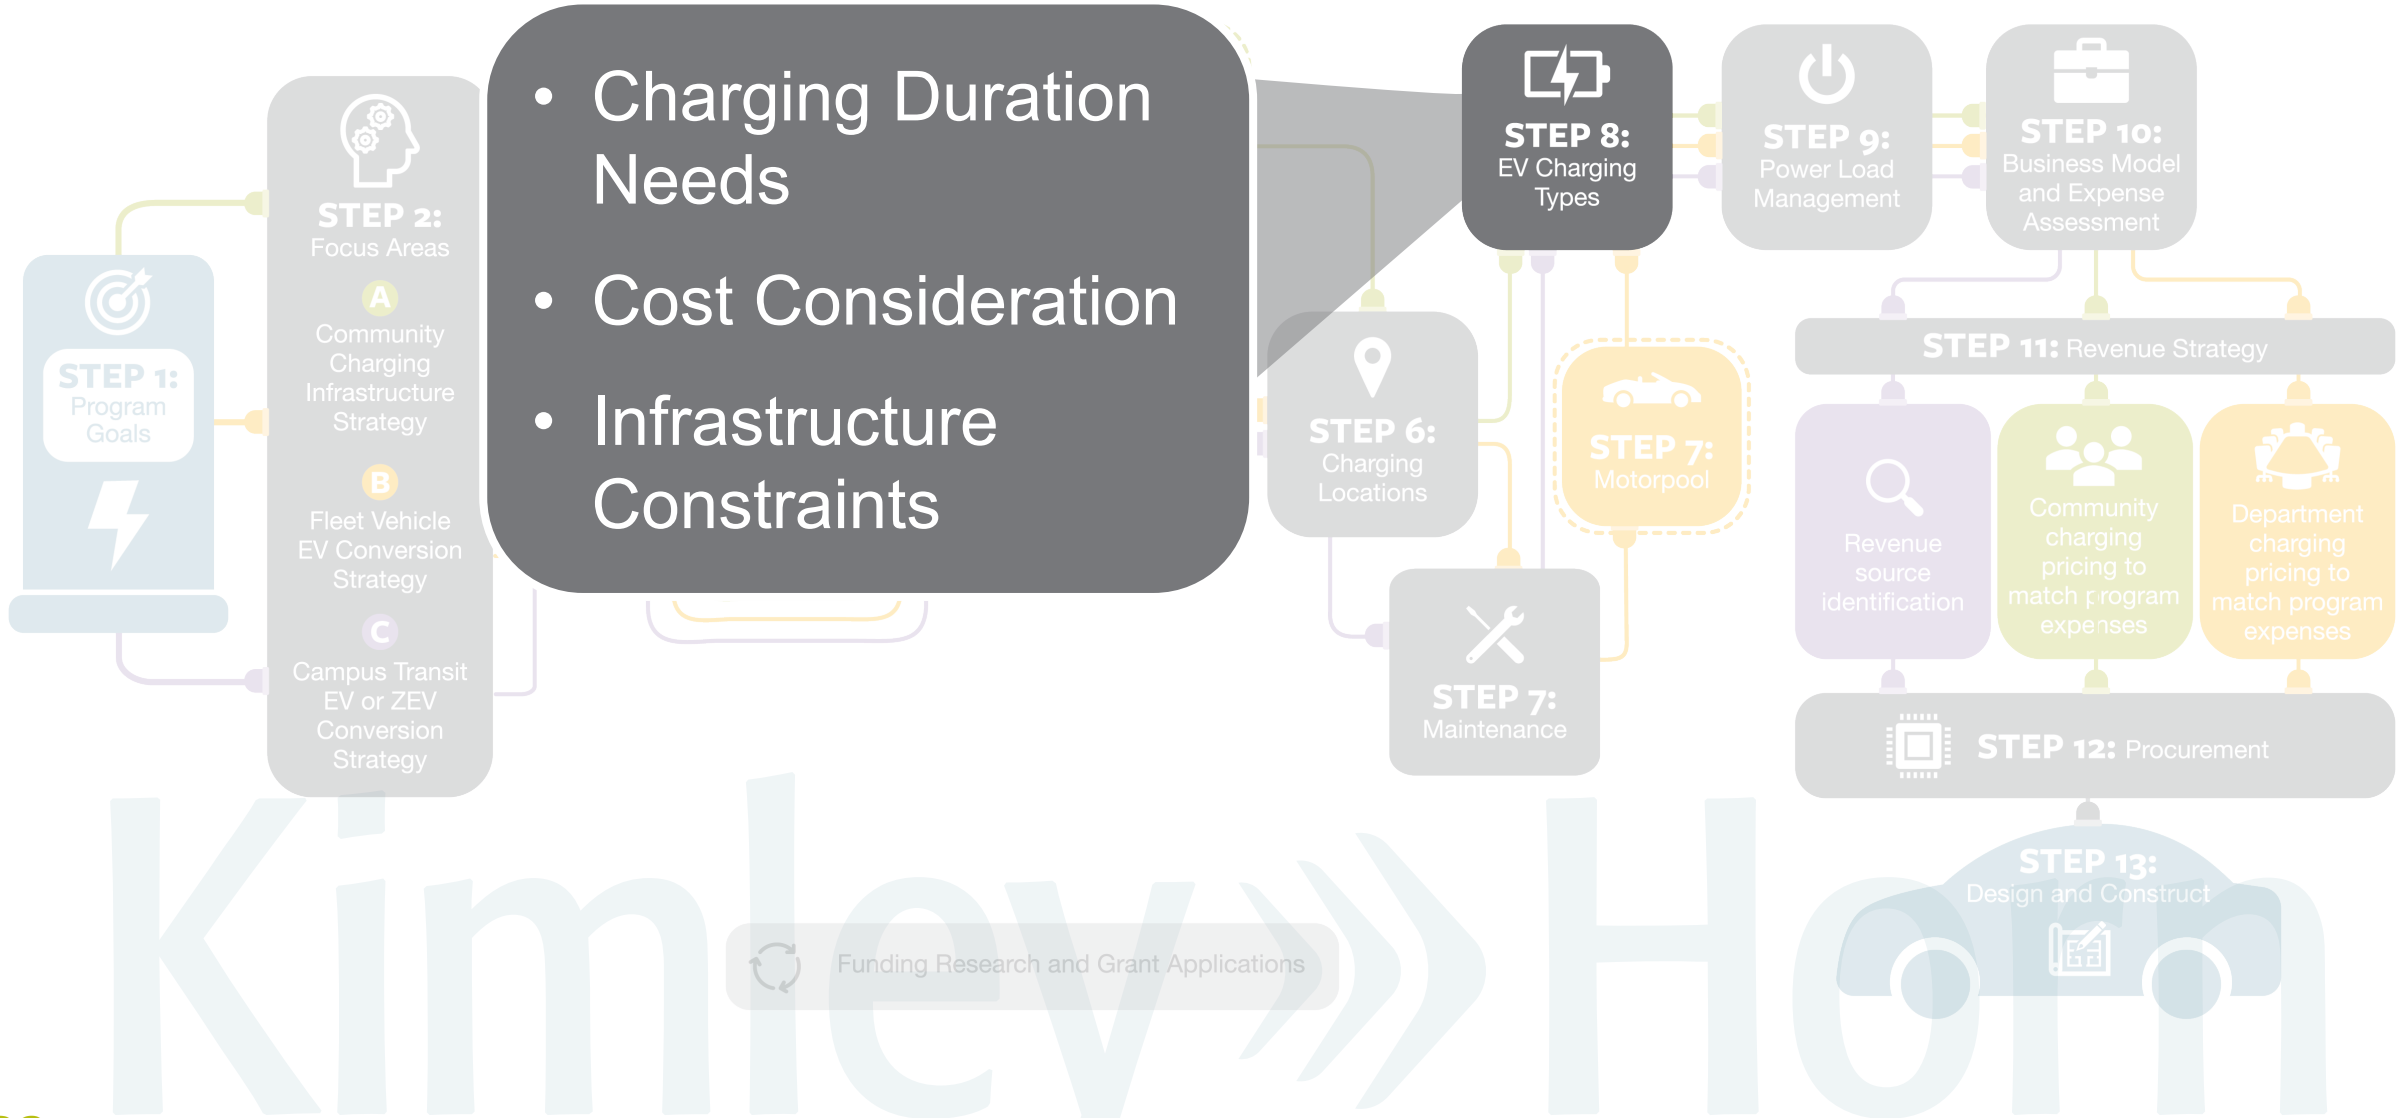 STEP 1:
Program
Goals
STEP 2:
Focus Areas
A
Community
Charging
Infrastructure
Strategy
B
Fleet Vehicle
EV Conversion
Strategy
C
Campus Transit
EV or ZEV
Conversion
Strategy
• Charging Duration
Needs
• Cost Consideration
• Infrastructure
Constraints
STEP 6:
Charging
Locations
STEP 7:
Motorpool
STEP 7:
Maintenance
STEP 8:
EV Charging
Types
STEP 9:
Power Load
Management
STEP 10:
Business Model
and Expense
Assessment
STEP 11: Revenue Strategy
Revenue
source
identification
Community
charging
pricing to
match program
expenses
Department
charging
pricing to
match program
expenses
STEP 12: Procurement
STEP 13:
Design and Construct
Funding Research and Grant Applications
Kimley»Horn